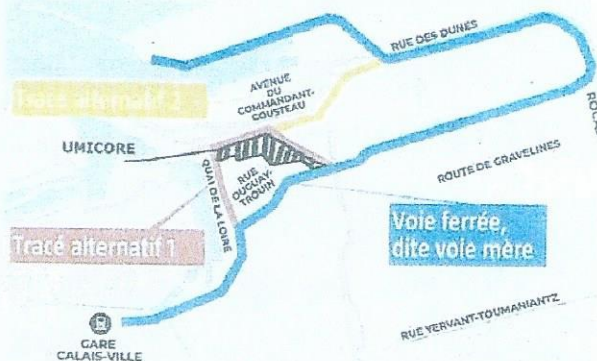 RUE DES DUNES
AVENUE
DU
COMMANDANT-
COUSTEAU
Tracé alternatif 2
UMICORE
QUAI DE LA LOIRE
RUE
DUGUAY-
TROUIN
ROUTE DE GRAVELINES
Tracé alternatif 1
Voie ferrée,
dite voie mère
GARE
CALAIS-VILLE
RUE YERVANT-TOUMANIANTZ